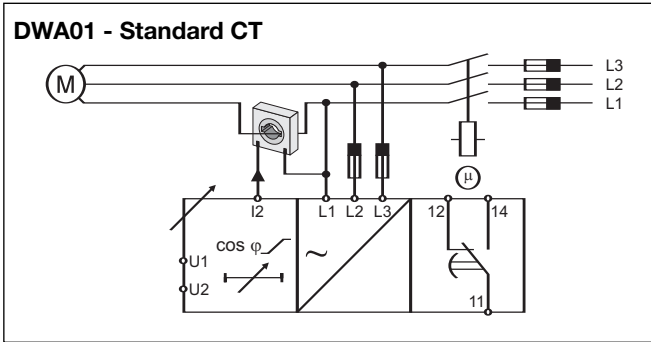 DWA01 - Standard CT
L3
M
L2
L1
μ
I2
L1
L2
L3
12
14
cos φ
~
U1
U2
11